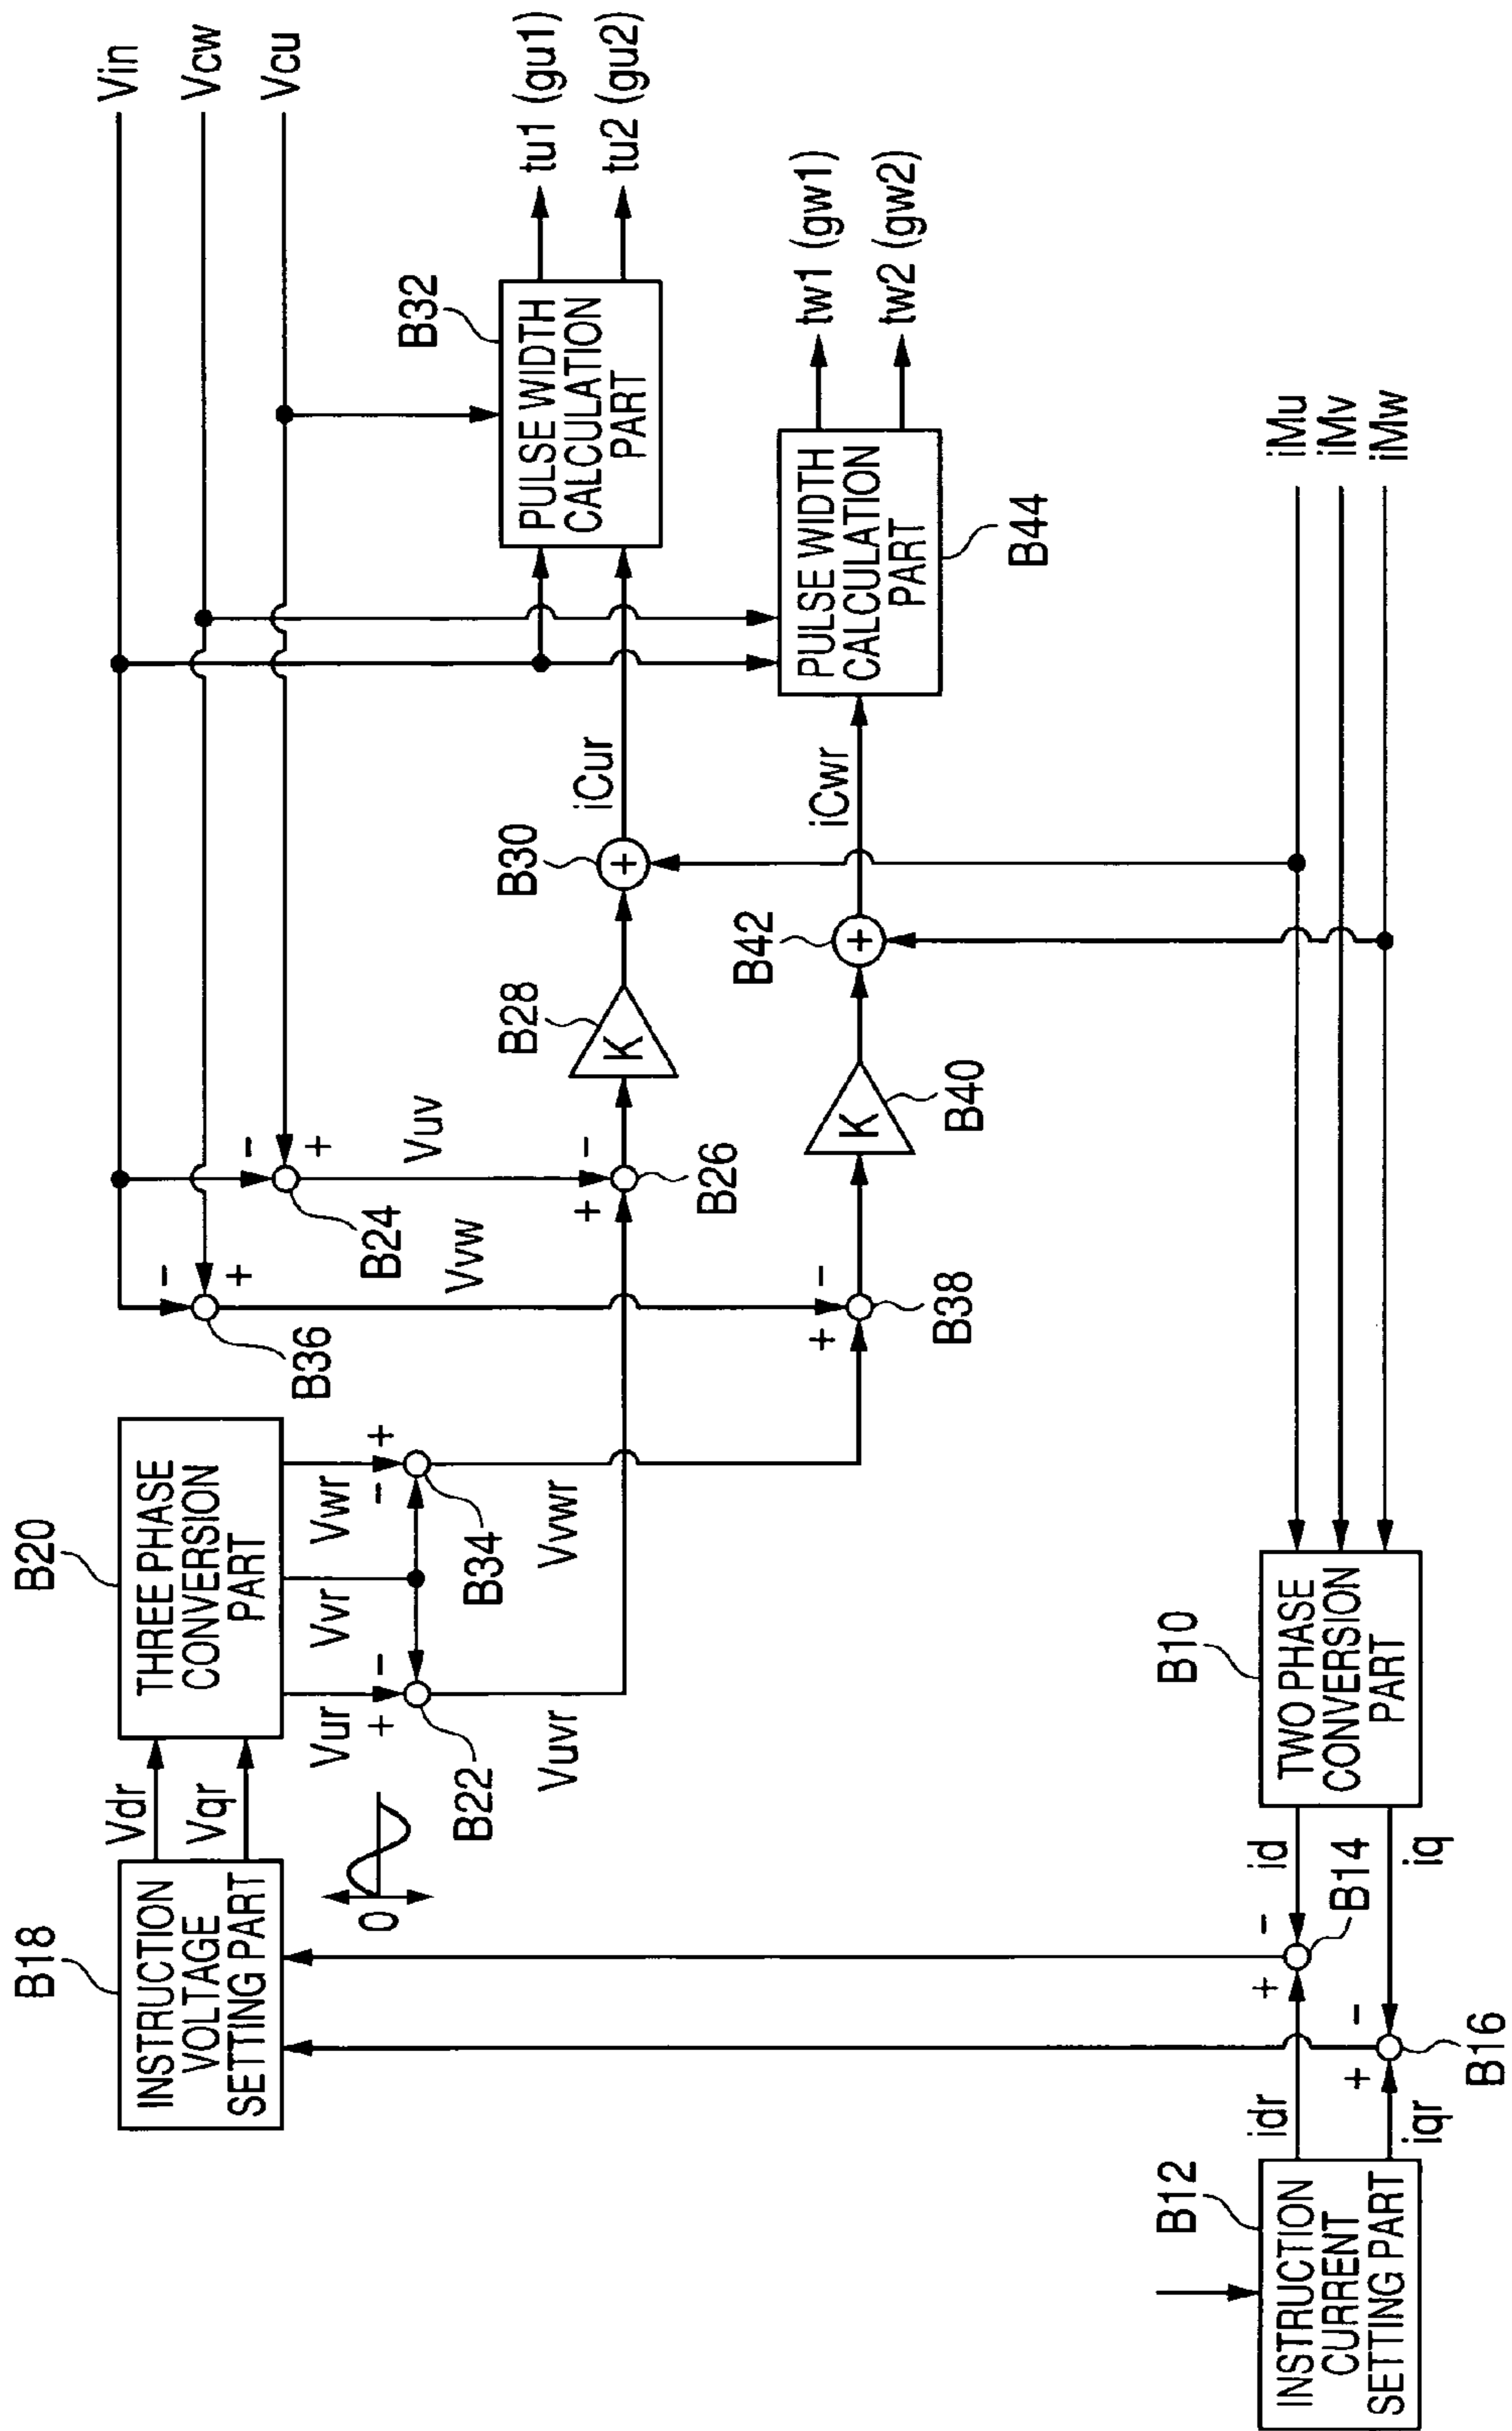 B18
INSTRUCTION
VOLTAGE
SETTING PART
Vdr
Vqr
B20
THREE PHASE
CONVERSION
PART
0
Vur
Vvr
Vwr
+
-
-
+
B22
B34
Vuvr
Vvwr
Vin
Vcw
Vcu
-
+
B36
-
+
B24
Vuv
Vvw
+
-
B26
+
-
B38
K
B28
K
B40
+
B30
+
B42
iCur
iCwr
B32
PULSE WIDTH
CALCULATION
PART
tu1 (gu1)
tu2 (gu2)
PULSE WIDTH
CALCULATION
PART
B44
tw1 (gw1)
tw2 (gw2)
B12
INSTRUCTION
CURRENT
SETTING PART
idr
iqr
+
-
B14
+
-
B16
id
iq
B10
TWO PHASE
CONVERSION
PART
iMu
iMv
iMw